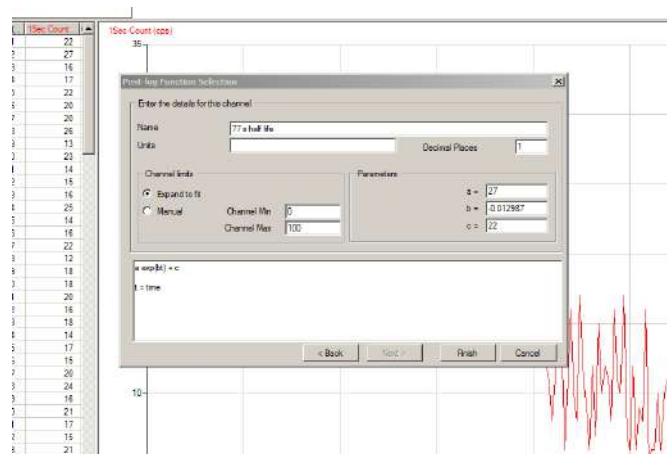 1Sec Count
1Sec Count (cps)
22
27
16
17
22
20
20
26
13
23
14
15
16
25
14
16
22
12
18
18
20
16
18
14
17
15
20
24
16
21
17
15
21
35
10
Post-log Function Selection
Enter the details for this channel
Name
77 s half life
Units
Decimal Places
1
Channel limits
Expand to fit
Manual
Channel Min
0
Channel Max
100
Parameters
a = 27
b = -0.012987
c = 22
a exp(bt) + c
t = time
< Back
Next >
Finish
Cancel